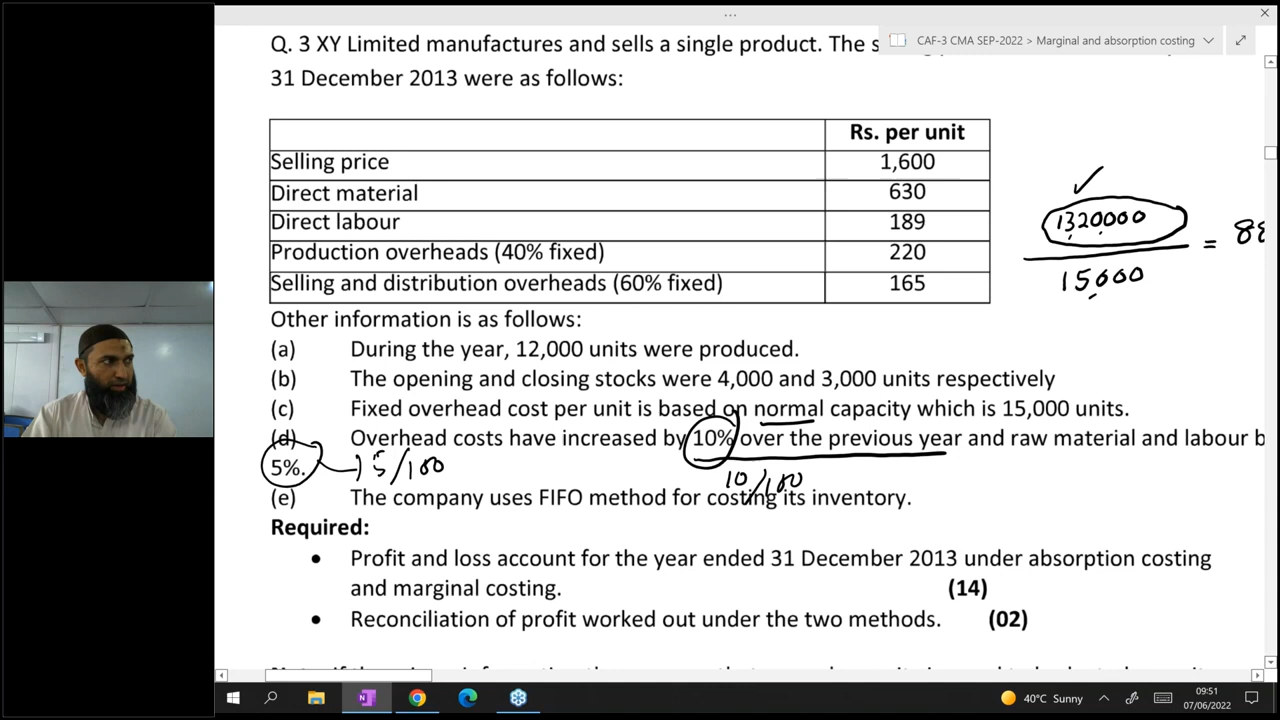 Q. 3 XY Limited manufactures and sells a single product. The s
CAF-3 CMA SEP-2022 > Marginal and absorption costing
31 December 2013 were as follows:
Rs. per unit
Selling price 1,600
Direct material 630
Direct labour 189
Production overheads (40% fixed) 220
Selling and distribution overheads (60% fixed) 165
1320000
15000
= 88
Other information is as follows:
(a) During the year, 12,000 units were produced.
(b) The opening and closing stocks were 4,000 and 3,000 units respectively
(c) Fixed overhead cost per unit is based on normal capacity which is 15,000 units.
(d) Overhead costs have increased by 10% over the previous year and raw material and labour b
5%.
5/100
10/100
(e) The company uses FIFO method for costing its inventory.
Required:
• Profit and loss account for the year ended 31 December 2013 under absorption costing
and marginal costing. (14)
• Reconciliation of profit worked out under the two methods. (02)
40°C Sunny
09:51
07/06/2022